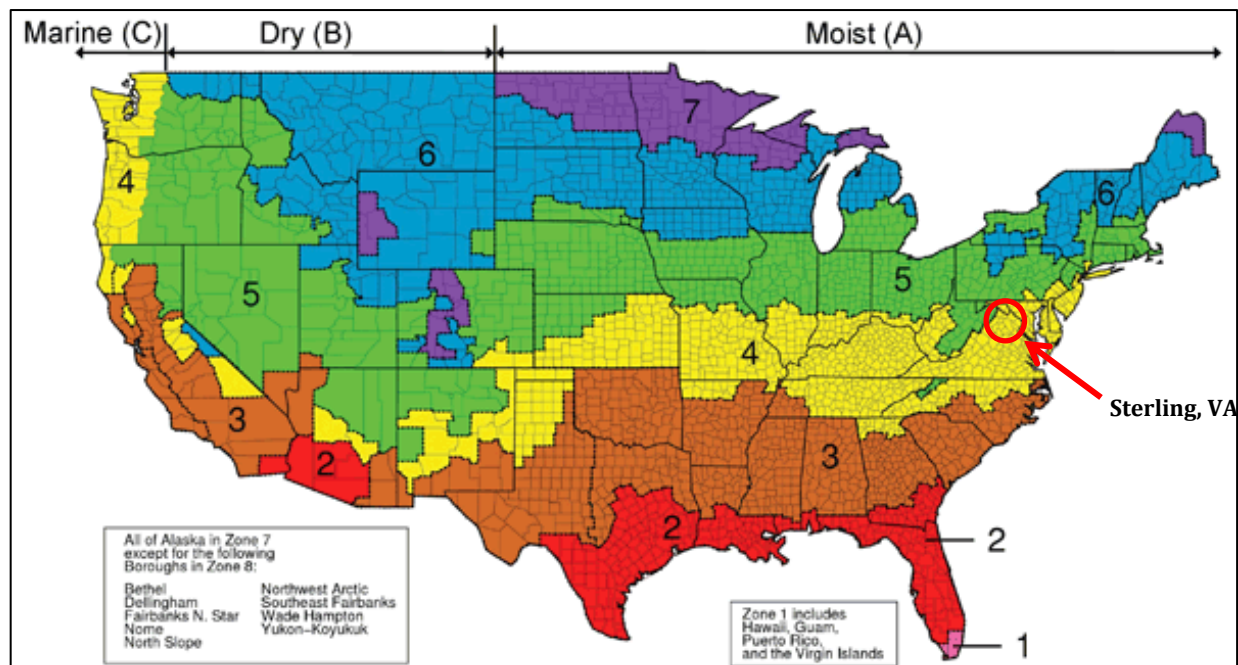 Marine (C) Dry (B) Moist (A)
7
6
4
6
5
5
4
Sterling, VA
3
3
2
2
2
All of Alaska in Zone 7
except for the following
Boroughs in Zone 8:
Bethel Northwest Arctic
Dellingham Southeast Fairbanks
Fairbanks N. Star Wade Hampton
Nome Yukon-Koyukuk
North Slope
Zone 1 includes
Hawaii, Guam,
Puerto Rico,
and the Virgin Islands
1